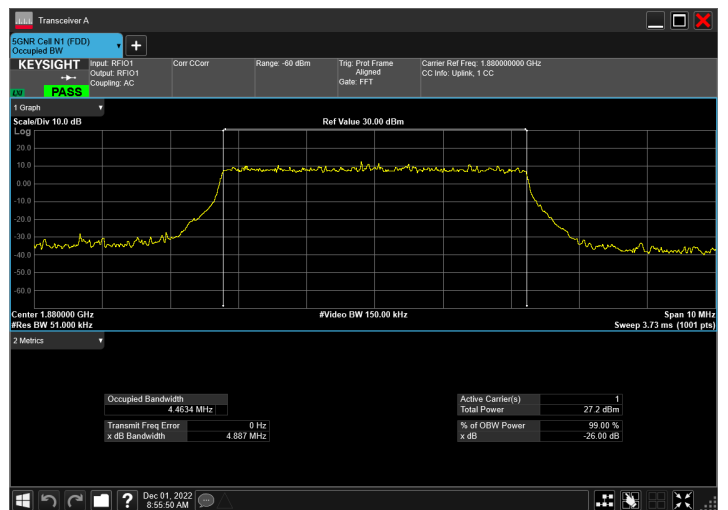 Transceiver A
5GNR Cell N1 (FDD)
Occupied BW
KEYSIGHT
LXI PASS
Input: RFIO1
Output: RFIO1
Coupling: AC
Corr CCorr
Range: -60 dBm
Trig: Prot Frame
Aligned
Gate: FFT
Carrier Ref Freq: 1.880000000 GHz
CC Info: Uplink, 1 CC
1 Graph
Scale/Div 10.0 dB
Ref Value 30.00 dBm
Log
20.0
10.0
0.00
-10.0
-20.0
-30.0
-40.0
-50.0
-60.0
Center 1.880000 GHz
#Video BW 150.00 kHz
Span 10 MHz
#Res BW 51.000 kHz
Sweep 3.73 ms (1001 pts)
2 Metrics
Occupied Bandwidth
4.4634 MHz
Transmit Freq Error 0 Hz
x dB Bandwidth 4.887 MHz
Active Carrier(s) 1
Total Power 27.2 dBm
% of OBW Power 99.00 %
x dB -26.00 dB
Dec 01, 2022
8:55:50 AM